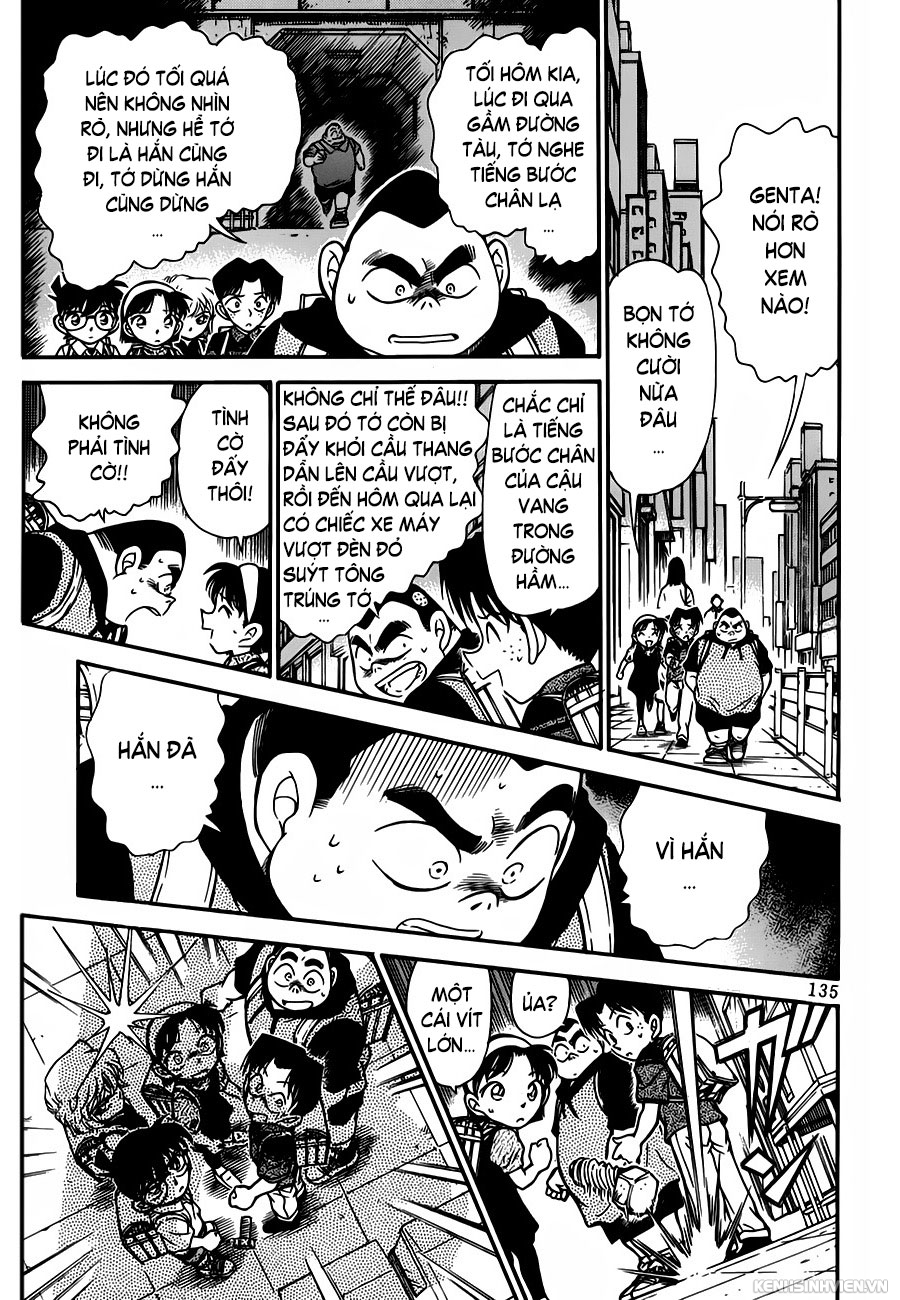 GENTA!
NÓI RÕ
HƠN
XEM
NÀO!
BỌN TỚ
KHÔNG
CƯỜI
NỮA
ĐÂU
...
TỐI HÔM KIA,
LÚC ĐI QUA
GẦM ĐƯỜNG
TÀU, TỚ NGHE
TIẾNG BƯỚC
CHÂN LẠ
...
LÚC ĐÓ TỐI QUÁ
NÊN KHÔNG NHÌN
RÕ, NHƯNG HỄ TỚ
ĐI LÀ HẮN CŨNG
ĐI, TỚ DỪNG HẮN
CŨNG DỪNG
...
CHẮC CHỈ
LÀ TIẾNG
BƯỚC CHÂN
CỦA CẬU
VANG
TRONG
ĐƯỜNG
HẦM...
KHÔNG CHỈ THẾ ĐÂU!!
SAU ĐÓ TỚ CÒN BỊ
ĐẨY KHỎI CẦU THANG
DẪN LÊN CẦU VƯỢT,
RỒI ĐẾN HÔM QUA LẠI
CÓ CHIẾC XE MÁY
VƯỢT ĐÈN ĐỎ
SUÝT TÔNG
TRÚNG TỚ
...
TÌNH
CỜ
ĐẤY
THÔI!
KHÔNG
PHẢI TÌNH
CỜ!!
VÌ HẮN
...
HẮN ĐÃ
...
135
ỦA?
MỘT
CÁI VÍT
LỚN...
KENHSINHVIEN.VN